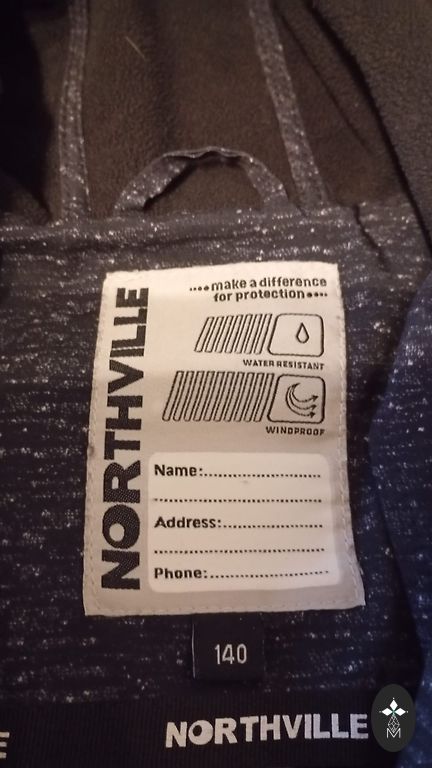 NORTHVILLE
....make a difference
for protection....
WATER RESISTANT
WINDPROOF
Name:
Address:
Phone:
140
E
NORTHVILLE
M